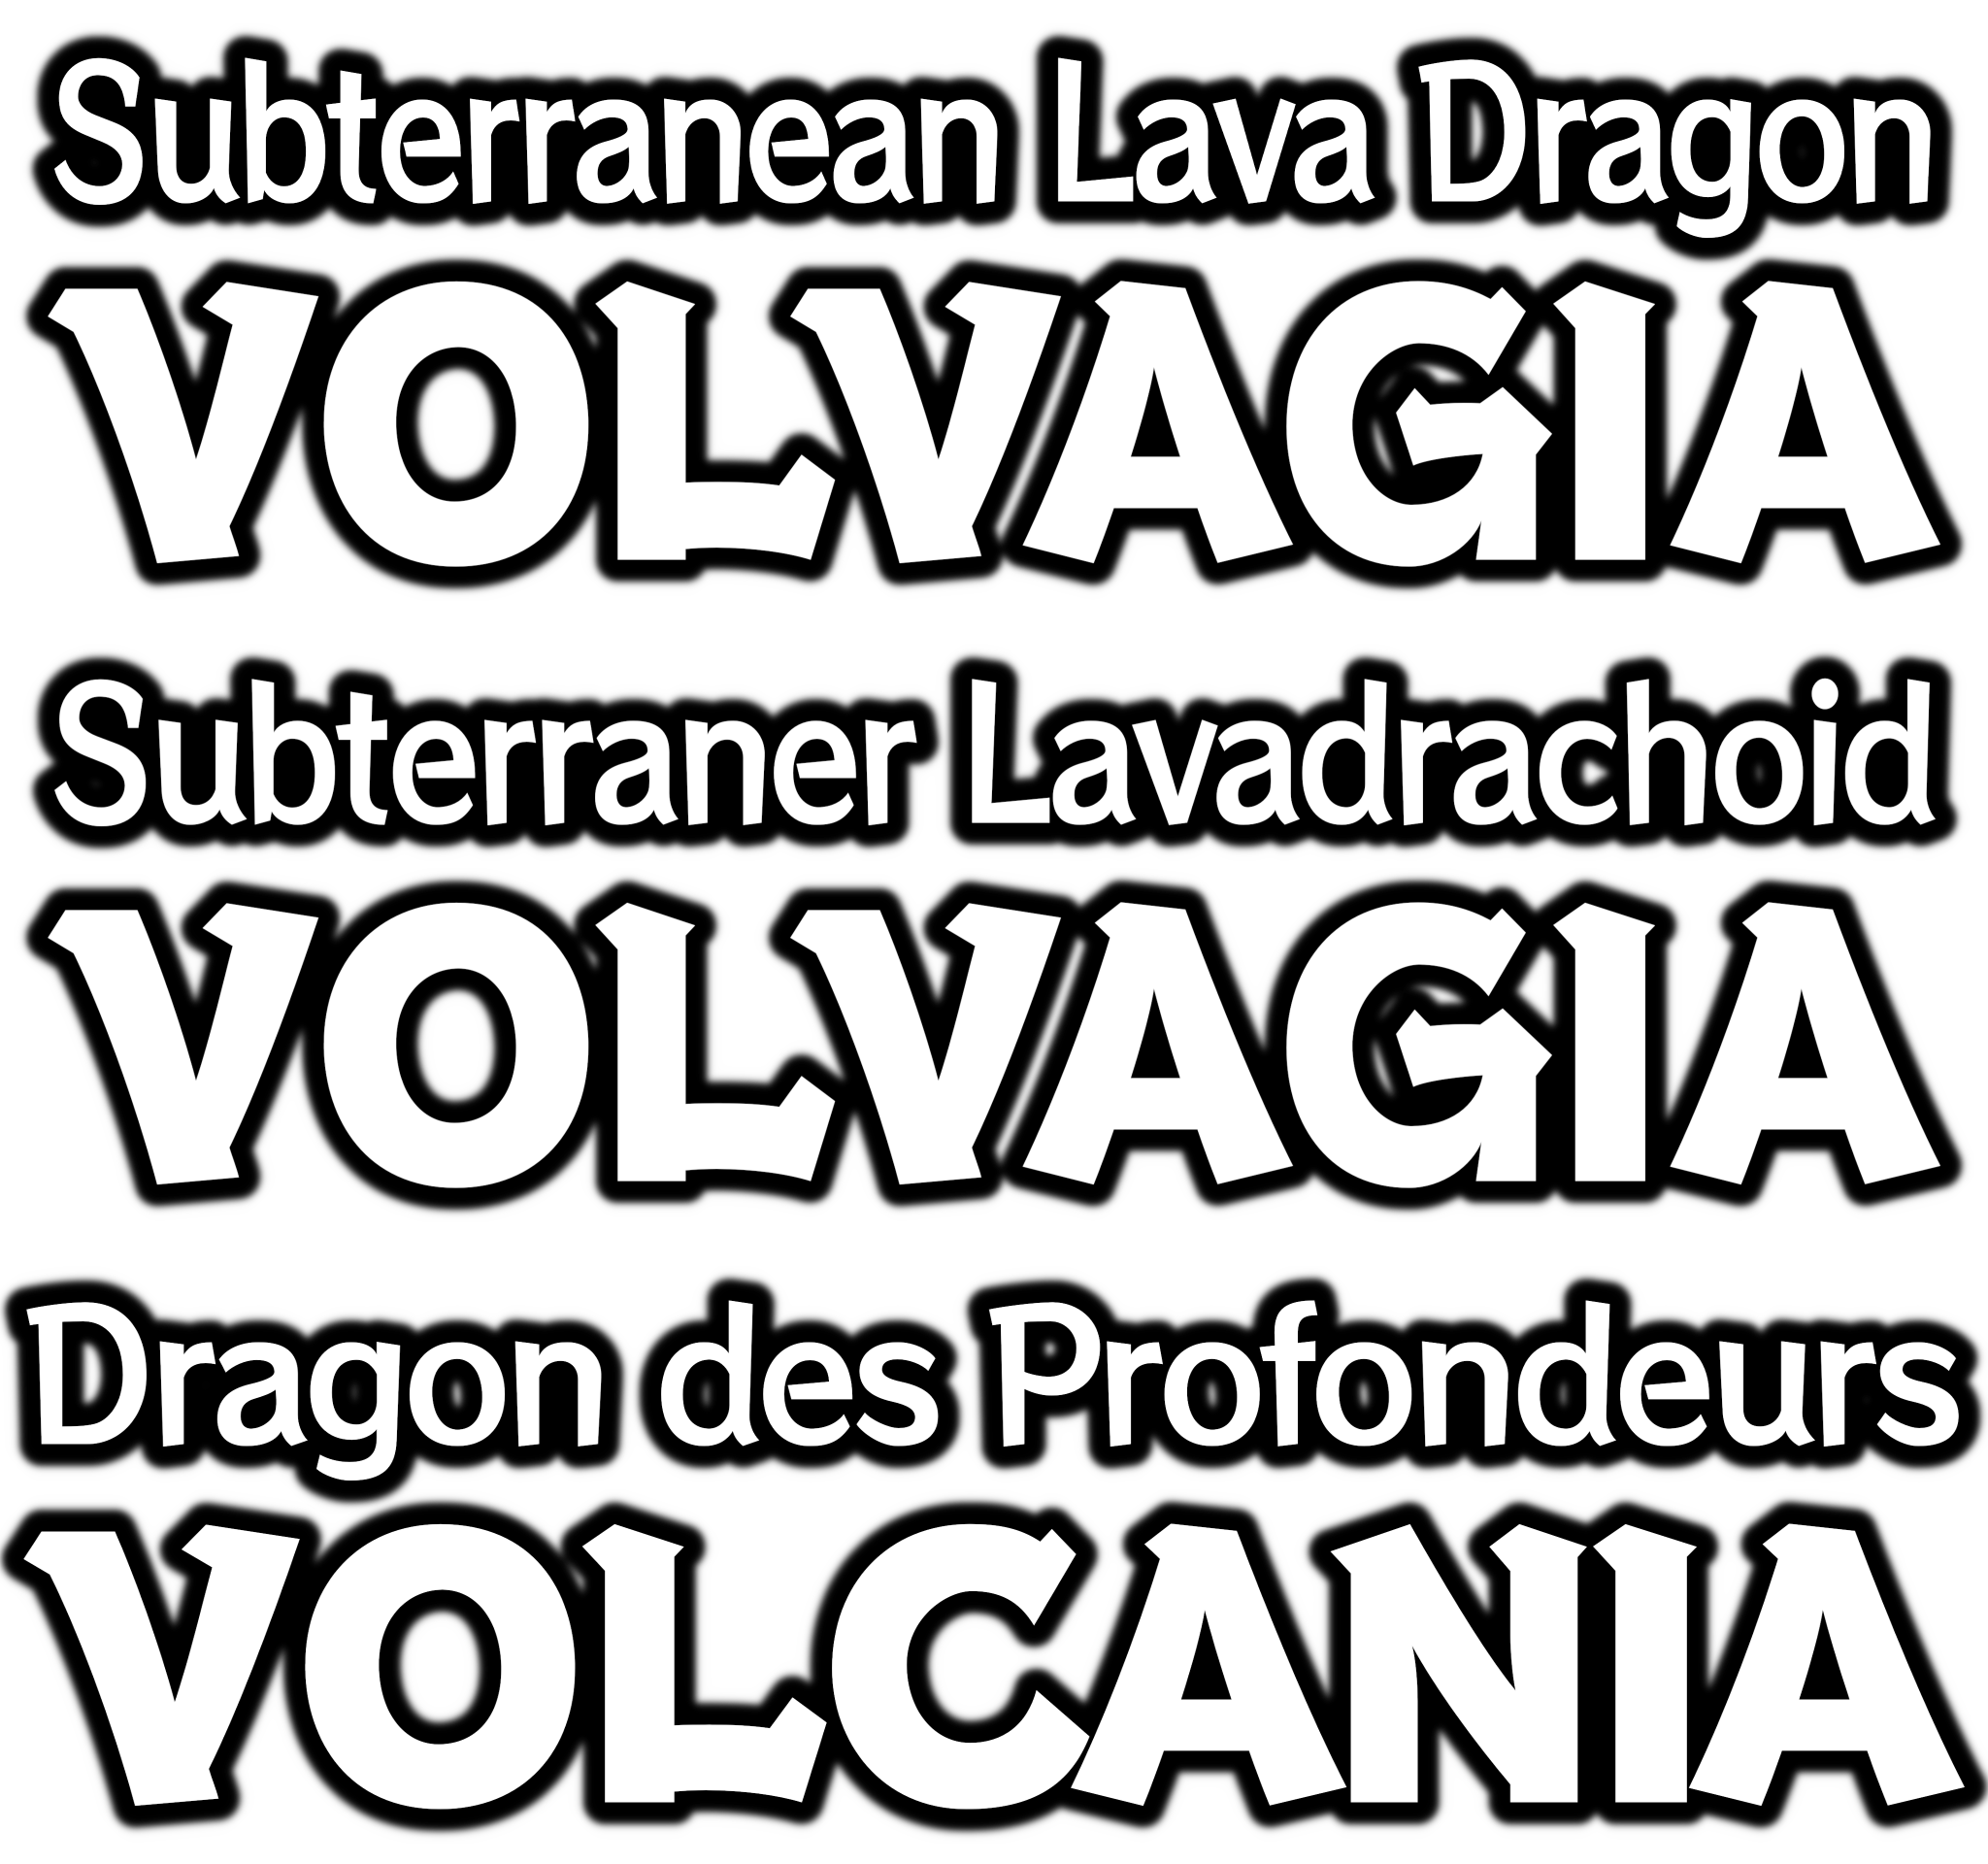 Subterranean Lava Dragon
VOLVAGIA
Subterraner Lavadrachoid
VOLVAGIA
Dragon des Profondeurs
VOLCANIA